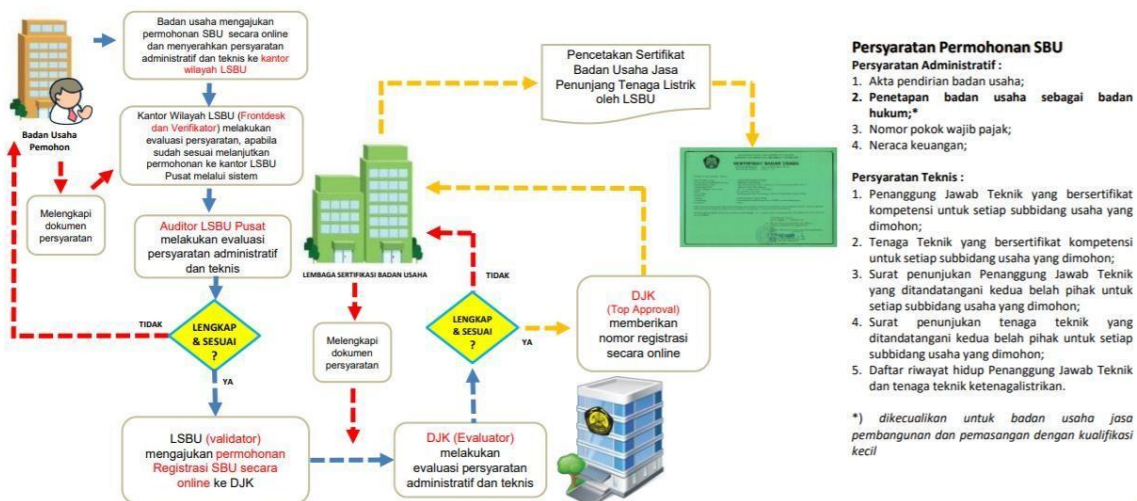 Badan usaha mengajukan
permohonan SBU secara online
dan menyerahkan persyaratan
administratif dan teknis ke kantor
wilayah LSBU
Badan Usaha
Pemohon
Kantor Wilayah LSBU (Frontdesk
dan Verifikator) melakukan
evaluasi persyaratan, apabila
sudah sesuai melanjutkan
permohonan ke kantor LSBU
Pusat melalui sistem
Melengkapi
dokumen
persyaratan
Auditor LSBU Pusat
melakukan evaluasi
persyaratan administratif
dan teknis
TIDAK
LENGKAP
& SESUAI
?
YA
LSBU (validator)
mengajukan permohonan
Registrasi SBU secara
online ke DJK
LEMBAGA SERTIFIKASI BADAN USAHA
Melengkapi
dokumen
persyaratan
DJK (Evaluator)
melakukan
evaluasi persyaratan
administratif dan teknis
TIDAK
LENGKAP
& SESUAI
?
YA
DJK
(Top Approval)
memberikan
nomor registrasi
secara online
Pencetakan Sertifikat
Badan Usaha Jasa
Penunjang Tenaga Listrik
oleh LSBU
SERTIFIKAT BADAN USAHA
Persyaratan Permohonan SBU
Persyaratan Administratif :
1. Akta pendirian badan usaha;
2. Penetapan badan usaha sebagai badan
hukum;*
3. Nomor pokok wajib pajak;
4. Neraca keuangan;
Persyaratan Teknis :
1. Penanggung Jawab Teknik yang bersertifikat
kompetensi untuk setiap subbidang usaha yang
dimohon;
2. Tenaga Teknik yang bersertifikat kompetensi
untuk setiap subbidang usaha yang dimohon;
3. Surat penunjukan Penanggung Jawab Teknik
yang ditandatangani kedua belah pihak untuk
setiap subbidang usaha yang dimohon;
4. Surat penunjukan tenaga teknik yang
ditandatangani kedua belah pihak untuk setiap
subbidang usaha yang dimohon;
5. Daftar riwayat hidup Penanggung Jawab Teknik
dan tenaga teknik ketenagalistrikan.
*) dikecualikan untuk badan usaha jasa
pembangunan dan pemasangan dengan kualifikasi
kecil